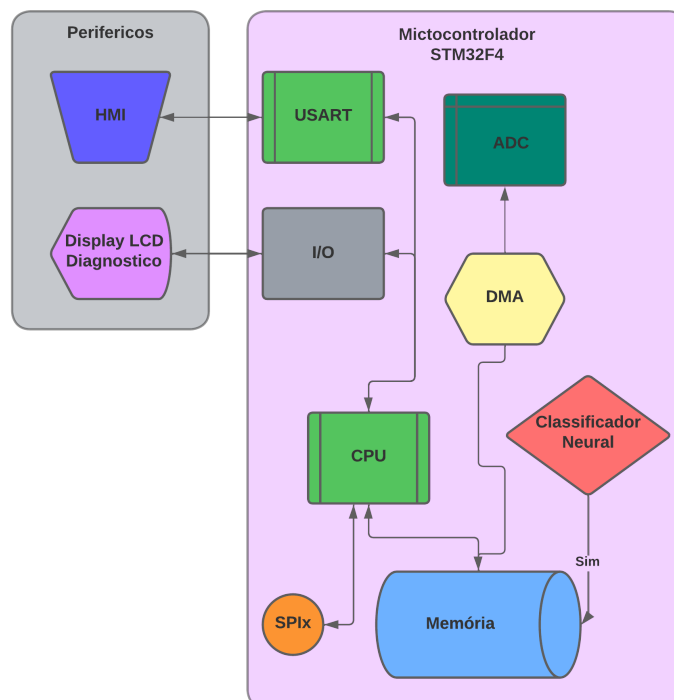 Perifericos
HMI
Display LCD
Diagnostico
Mictocontrolador
STM32F4
USART
ADC
I/O
DMA
Classificador
Neural
CPU
Sim
SPIx
Memória